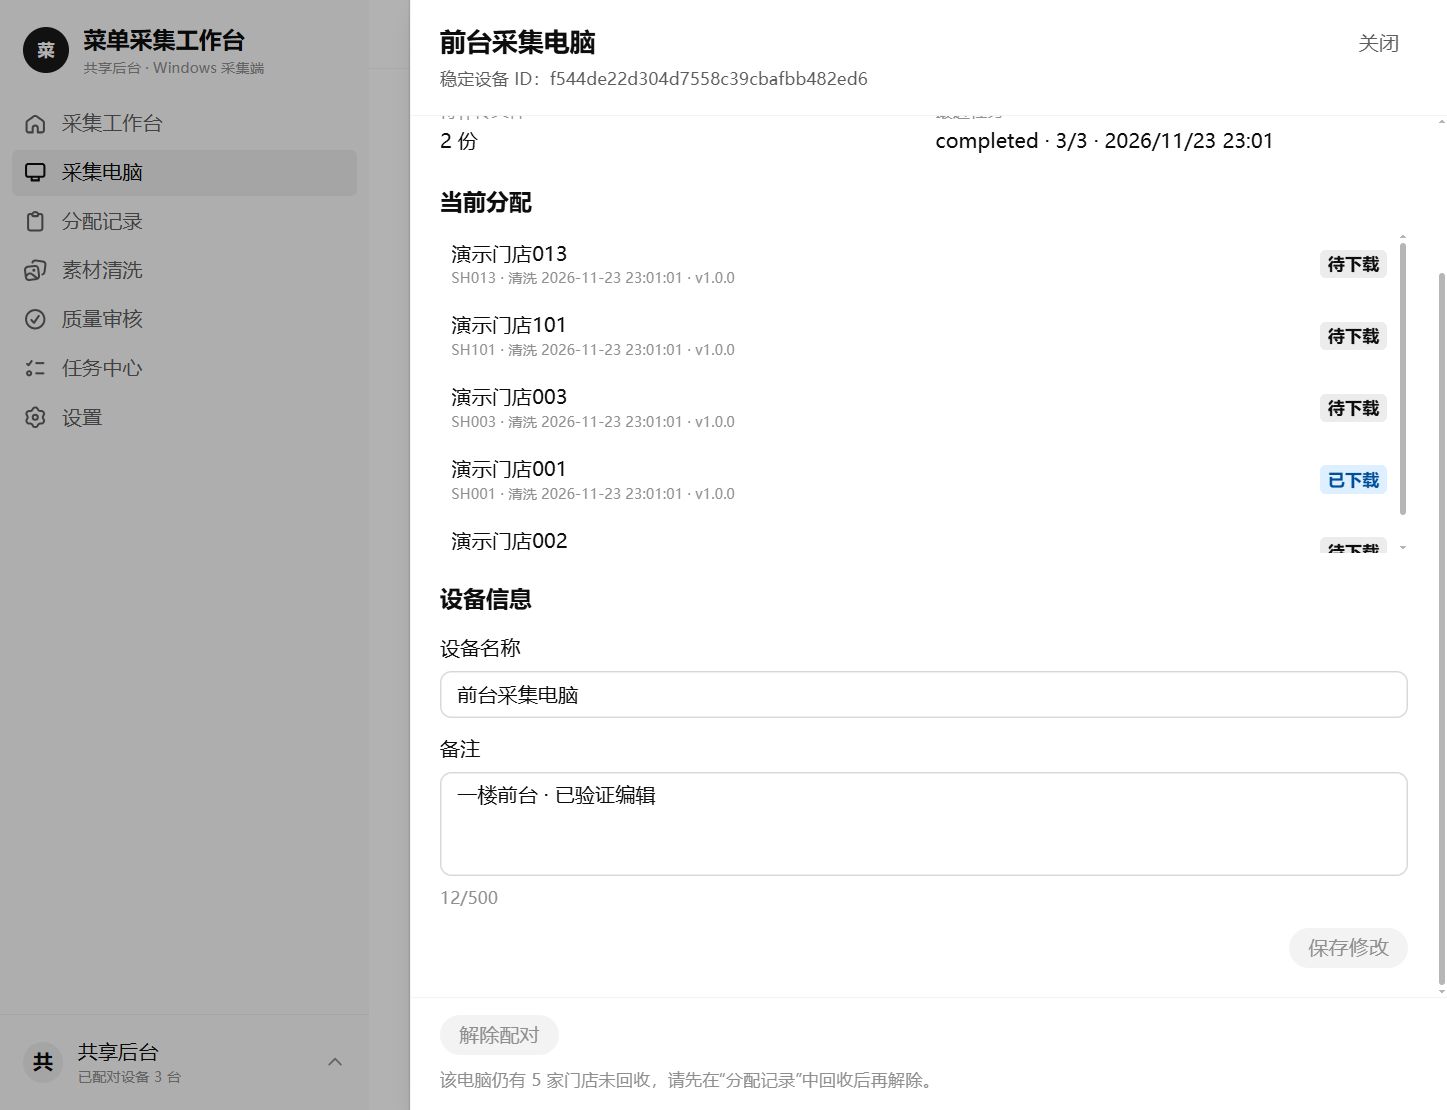 菜
菜单采集工作台
共享后台 · Windows 采集端
采集工作台
采集电脑
分配记录
素材清洗
质量审核
任务中心
设置
共
共享后台
已配对设备 3 台
前台采集电脑
关闭
稳定设备 ID：f544de22d304d7558c39cbafbb482ed6
2 份
completed · 3/3 · 2026/11/23 23:01
当前分配
演示门店013
SH013 · 清洗 2026-11-23 23:01:01 · v1.0.0
待下载
演示门店101
SH101 · 清洗 2026-11-23 23:01:01 · v1.0.0
待下载
演示门店003
SH003 · 清洗 2026-11-23 23:01:01 · v1.0.0
待下载
演示门店001
SH001 · 清洗 2026-11-23 23:01:01 · v1.0.0
已下载
演示门店002
待下载
设备信息
设备名称
前台采集电脑
备注
一楼前台 · 已验证编辑
12/500
保存修改
解除配对
该电脑仍有 5 家门店未回收，请先在“分配记录”中回收后再解除。